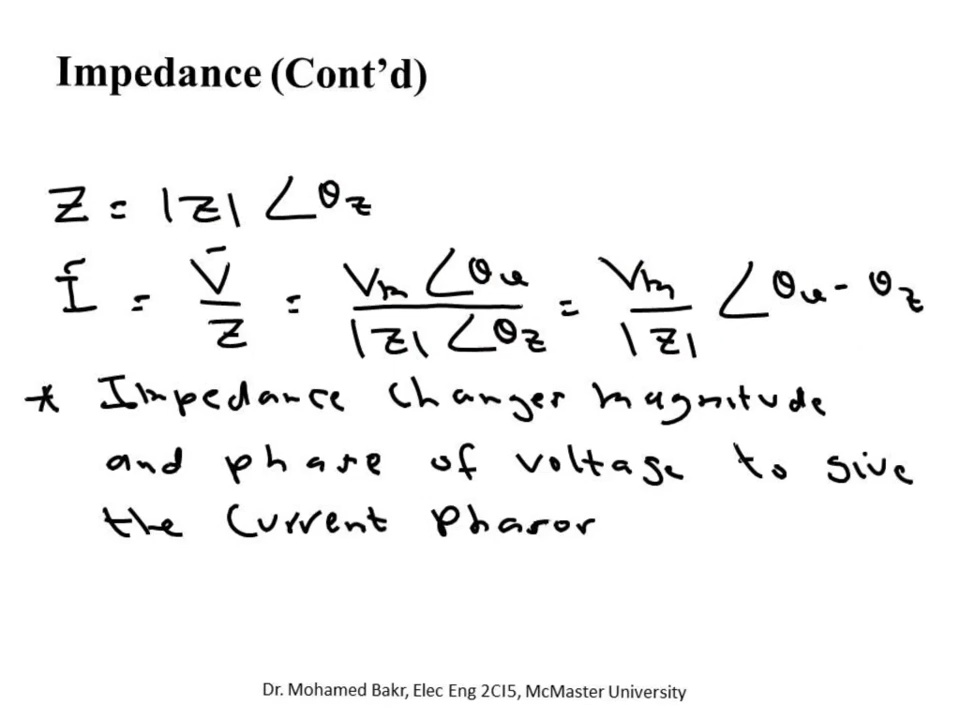 Impedance (Cont'd)
Z = |Z| ∠θz
Ĩ = V̄/Z = Vm ∠θv / |Z| ∠θz = Vm/|Z| ∠θv - θz
* Impedance changes magnitude
and phase of voltage to give
the current phasor
Dr. Mohamed Bakr, Elec Eng 2CI5, McMaster University